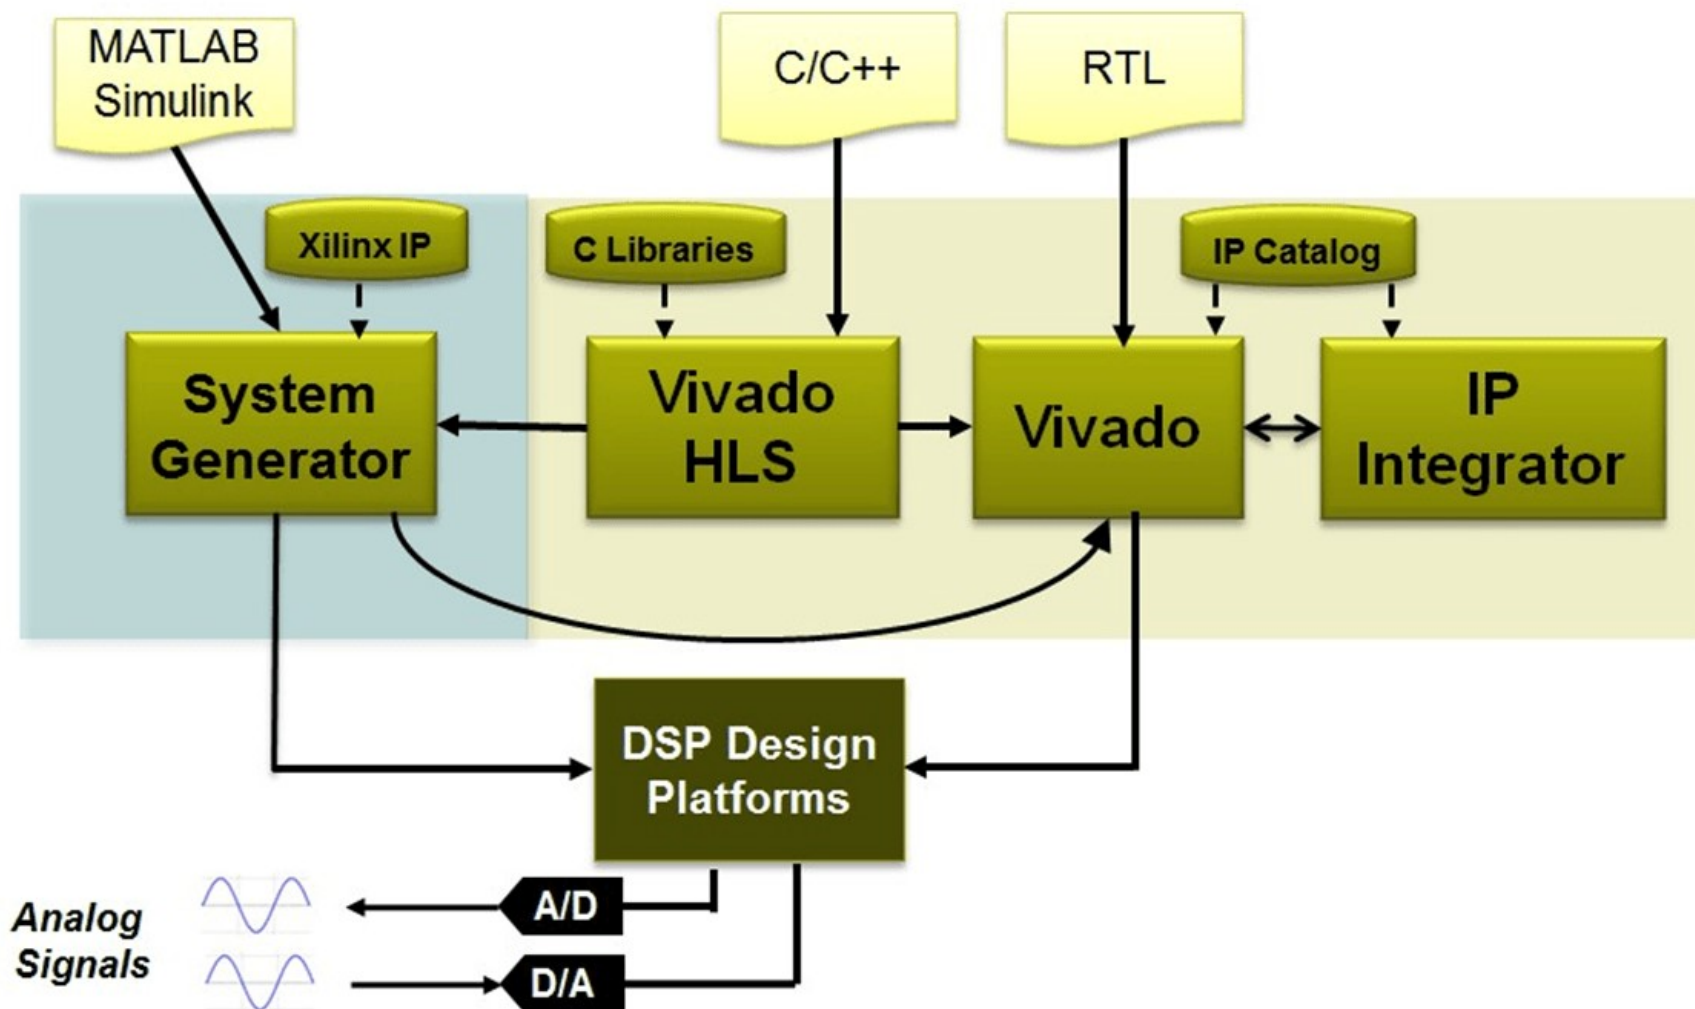 MATLAB
Simulink
C/C++
RTL
Xilinx IP
C Libraries
IP Catalog
System
Generator
Vivado
HLS
Vivado
IP
Integrator
DSP Design
Platforms
Analog
Signals
A/D
D/A